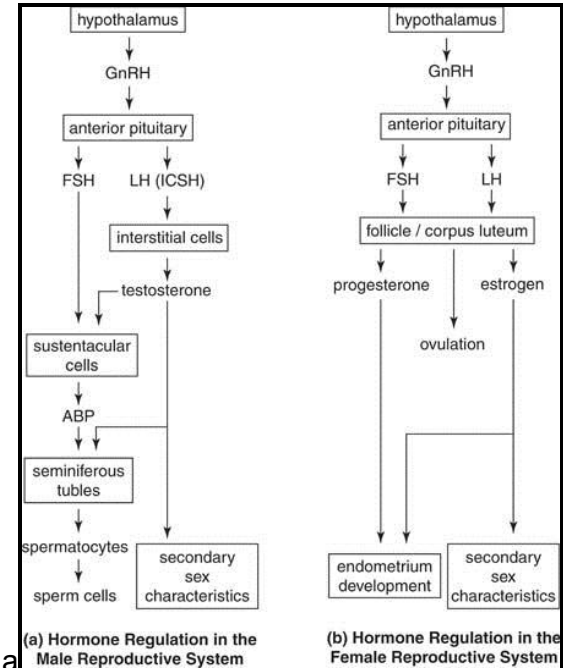 hypothalamus
GnRH
anterior pituitary
FSH
LH (ICSH)
interstitial cells
testosterone
sustentacular
cells
ABP
seminiferous
tubles
spermatocytes
sperm cells
secondary
sex
characteristics
(a) Hormone Regulation in the
Male Reproductive System
hypothalamus
GnRH
anterior pituitary
FSH
LH
follicle / corpus luteum
progesterone
estrogen
ovulation
endometrium
development
secondary
sex
characteristics
(b) Hormone Regulation in the
Female Reproductive System
a